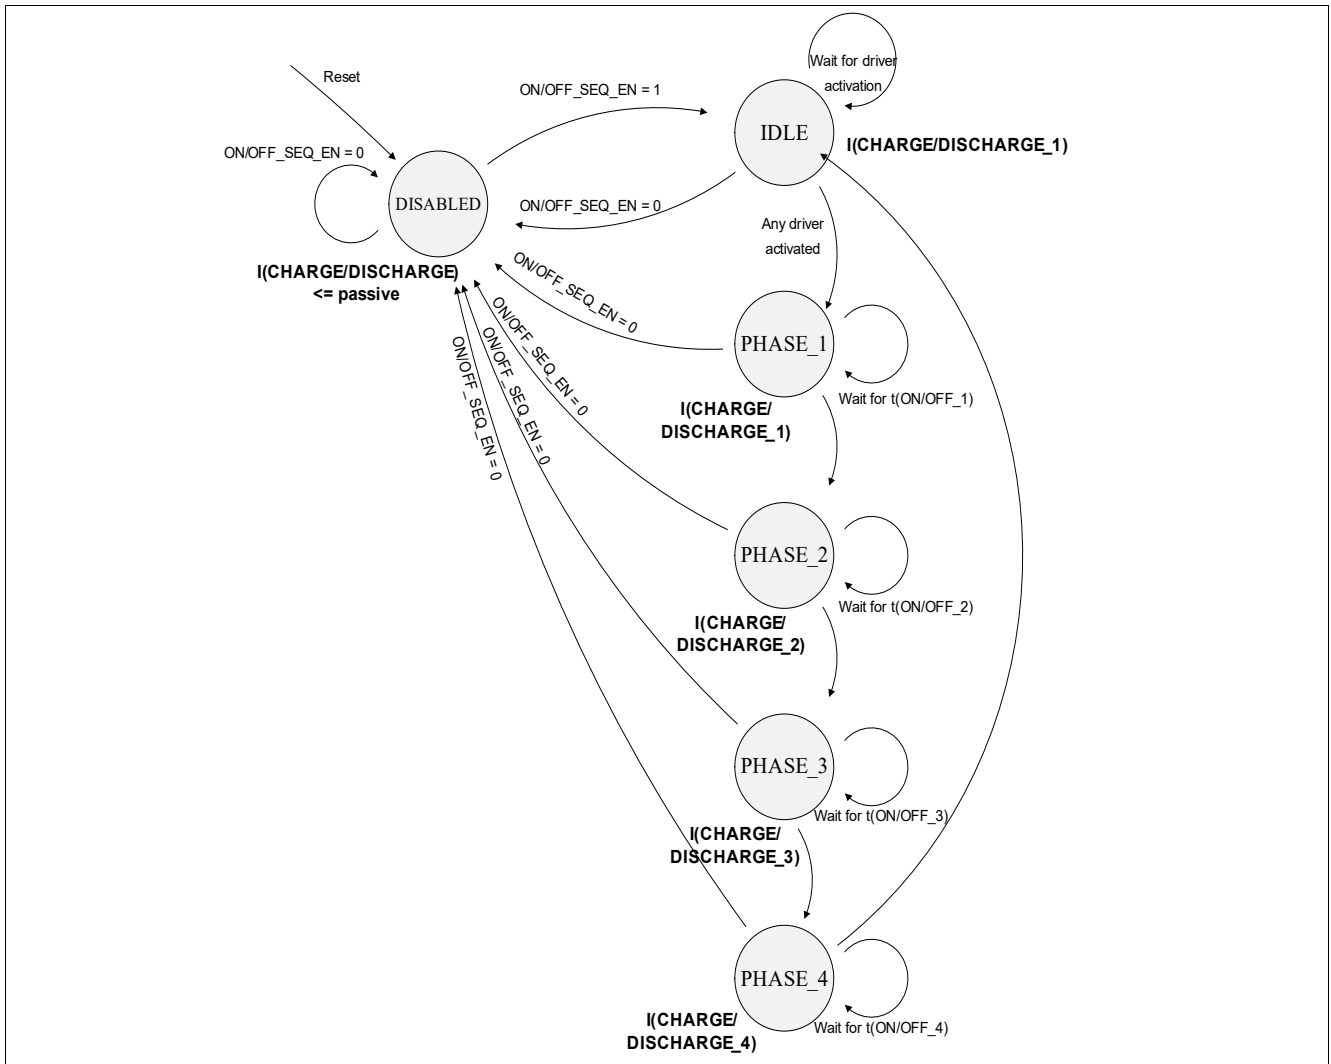 Wait for driver
activation
Reset
ON/OFF_SEQ_EN = 1
IDLE
I(CHARGE/DISCHARGE_1)
ON/OFF_SEQ_EN = 0
DISABLED
ON/OFF_SEQ_EN = 0
Any driver
activated
I(CHARGE/DISCHARGE)
<= passive
ON/OFF_SEQ_EN = 0
ON/OFF_SEQ_EN = 0
ON/OFF_SEQ_EN = 0
ON/OFF_SEQ_EN = 0
PHASE_1
Wait for t(ON/OFF_1)
I(CHARGE/
DISCHARGE_1)
PHASE_2
Wait for t(ON/OFF_2)
I(CHARGE/
DISCHARGE_2)
PHASE_3
Wait for t(ON/OFF_3)
I(CHARGE/
DISCHARGE_3)
PHASE_4
Wait for t(ON/OFF_4)
I(CHARGE/
DISCHARGE_4)